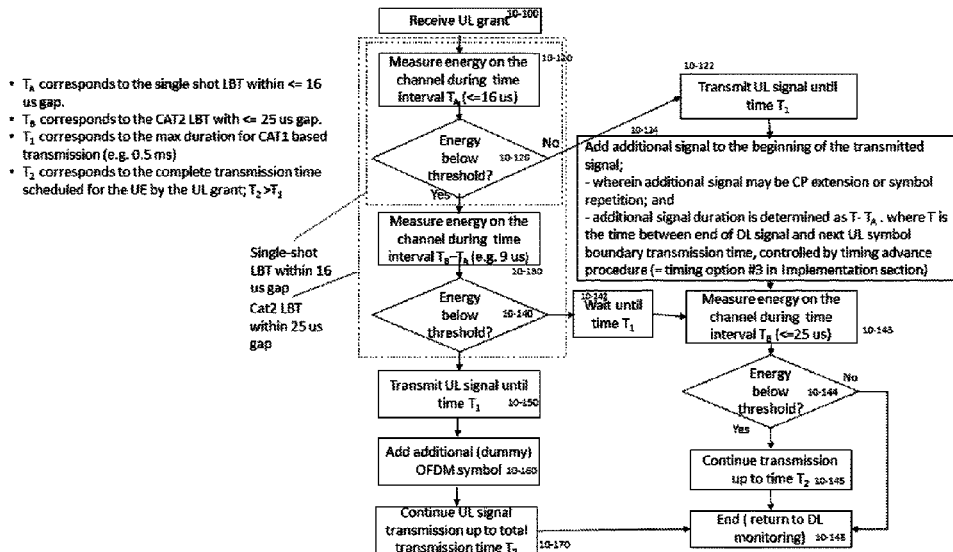 • T_A corresponds to the single shot LBT within <= 16
us gap.
• T_B corresponds to the CAT2 LBT with <= 25 us gap.
• T_1 corresponds to the max duration for CAT1 based
transmission (e.g. 0.5 ms)
• T_2 corresponds to the complete transmission time
scheduled for the UE by the UL grant; T_2 >T_1
Receive UL grant
10-100
Measure energy on the
channel during time
interval T_A (<=16 us)
Energy
below
threshold?
10-120
No
Yes
Measure energy on the
channel during time
interval T_B–T_A (e.g. 9 us)
Energy
below
threshold?
10-140
Transmit UL signal until
time T_1
10-150
Add additional (dummy)
OFDM symbol
10-160
Continue UL signal
transmission up to total
transmission time T_2
10-170
Single-shot
LBT within 16
us gap
Cat2 LBT
within 25 us
gap
10-122
Transmit UL signal until
time T_1
Add additional signal to the beginning of the transmitted
signal;
- wherein additional signal may be CP extension or symbol
repetition; and
- additional signal duration is determined as T- T_A . where T is
the time between end of DL signal and next UL symbol
boundary transmission time, controlled by timing advance
procedure (= timing option #3 in Implementation section)
Wait until
time T_1
Measure energy on the
channel during time
interval T_B (<=25 us)
10-143
Energy
below
threshold?
10-144
No
Yes
Continue transmission
up to time T_2
10-145
End ( return to DL
monitoring)
10-148